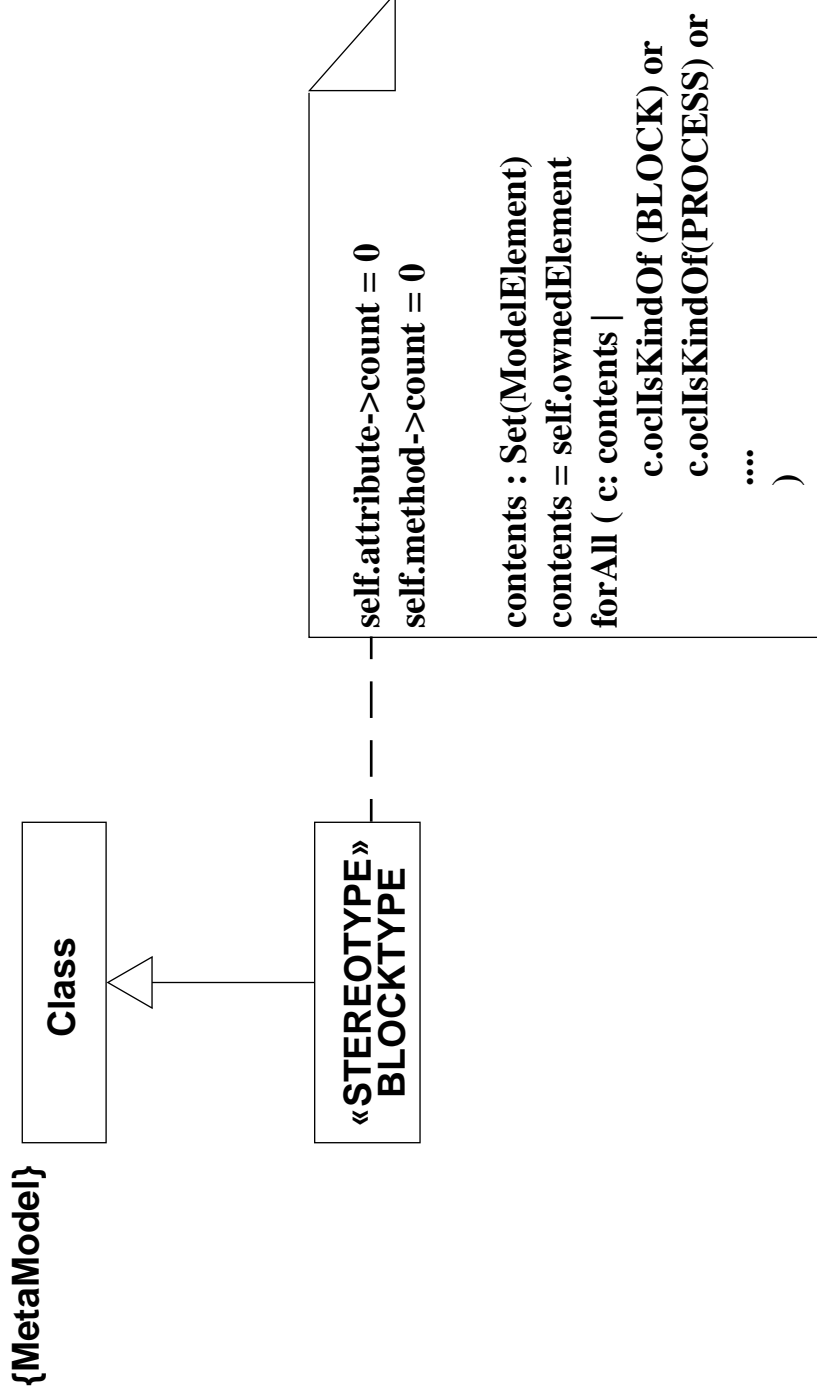 {MetaModel}
Class
«STEREOTYPE»
BLOCKTYPE
self.attribute->count = 0
self.method->count = 0
contents : Set(ModelElement)
contents = self.ownedElement
forAll ( c: contents |
c.oclIsKindOf (BLOCK) or
c.oclIsKindOf(PROCESS) or
....
)